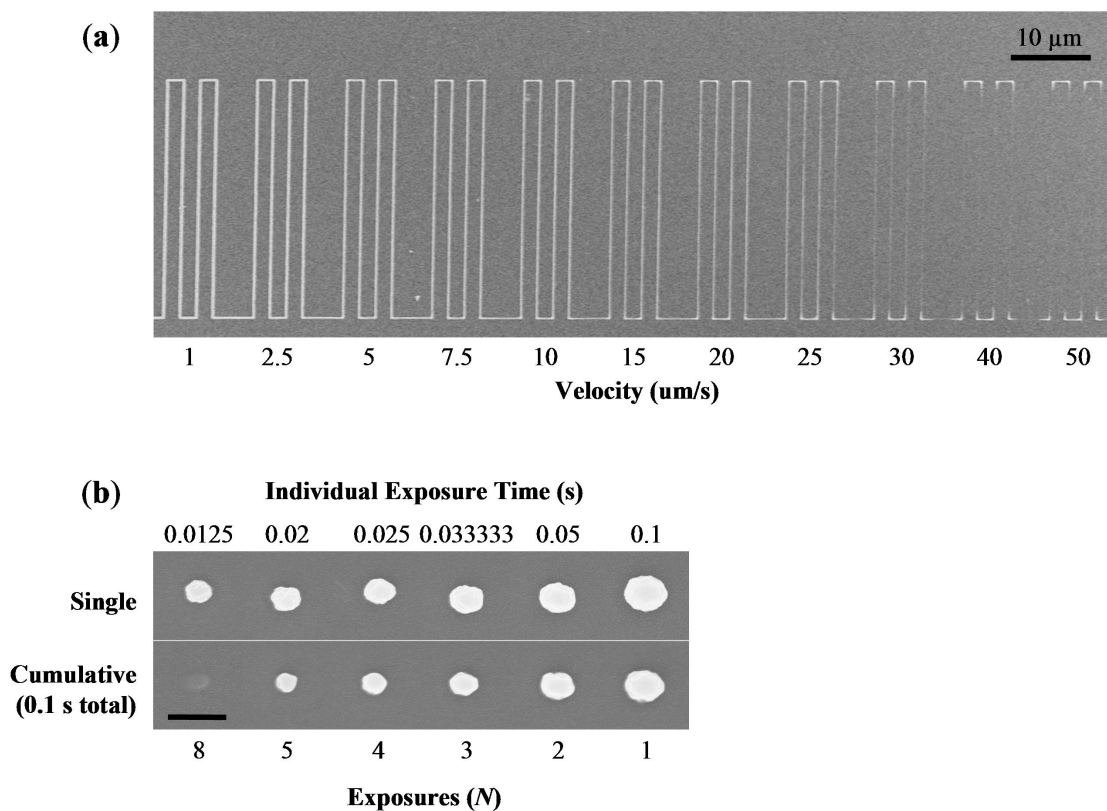 (a)
10 µm
1 2.5 5 7.5 10 15 20 25 30 40 50
Velocity (um/s)
(b)
Individual Exposure Time (s)
0.0125 0.02 0.025 0.033333 0.05 0.1
Single
Cumulative
(0.1 s total)
8 5 4 3 2 1
Exposures (N)